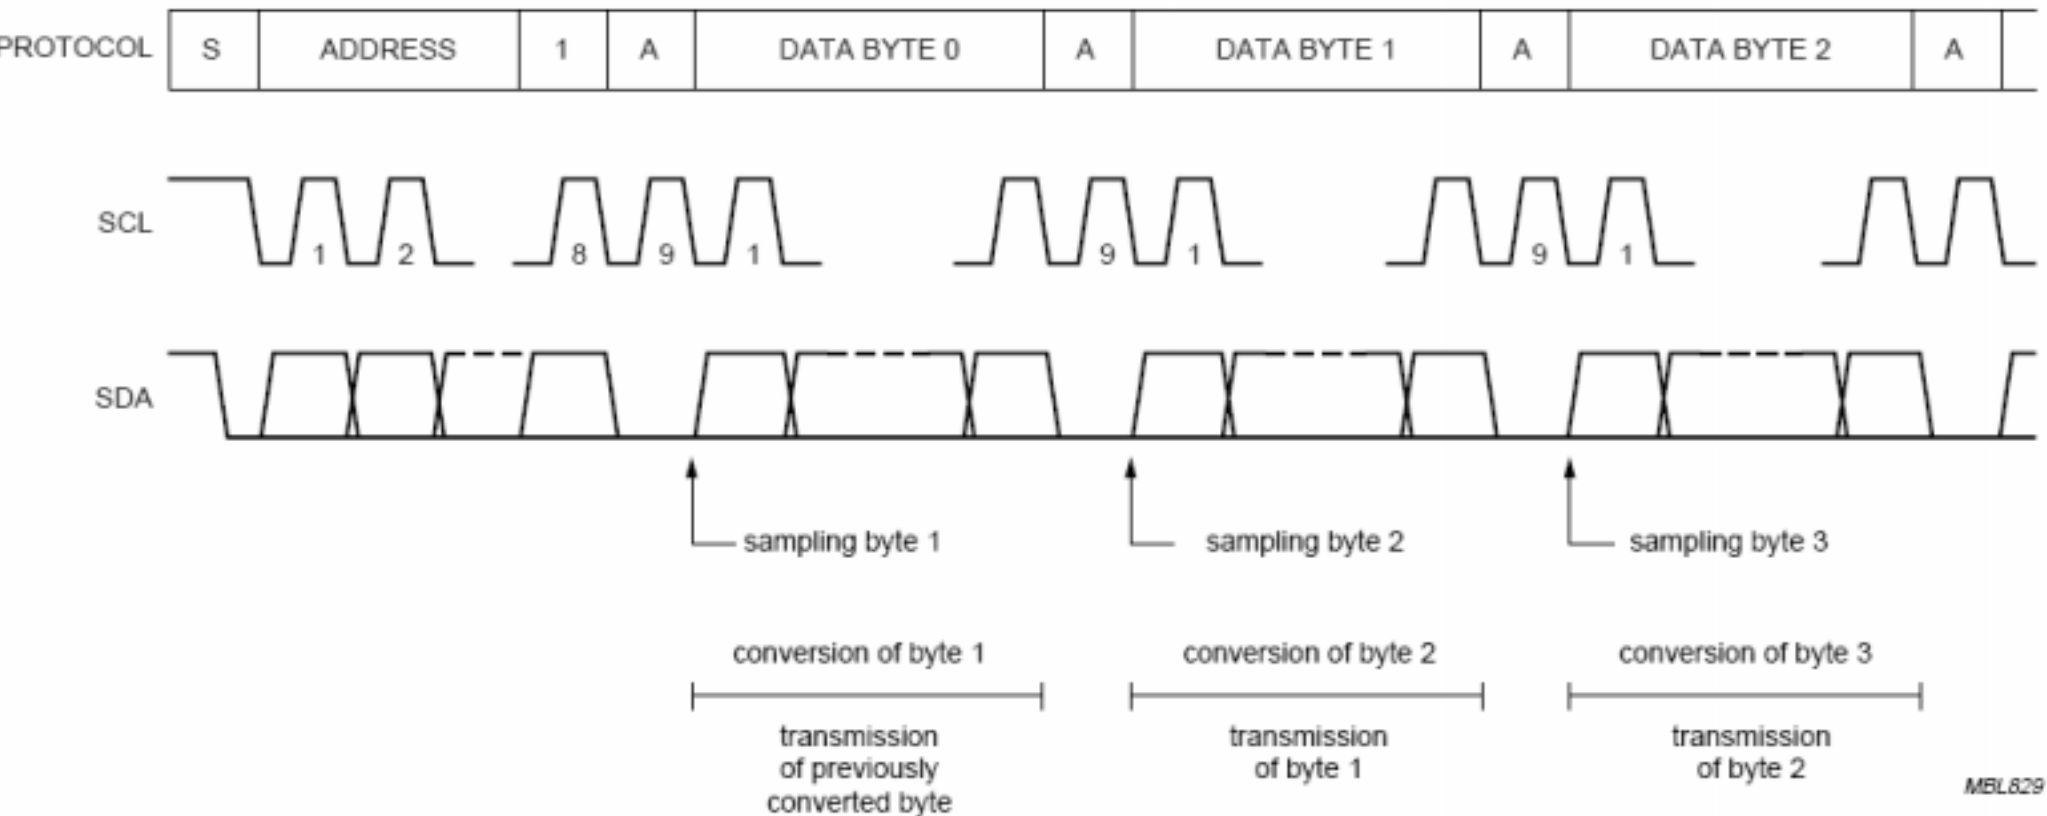 PROTOCOL S ADDRESS 1 A DATA BYTE 0 A DATA BYTE 1 A DATA BYTE 2 A
SCL 1 2 8 9 1 9 1 9 1
SDA
sampling byte 1 sampling byte 2 sampling byte 3
conversion of byte 1 conversion of byte 2 conversion of byte 3
transmission transmission transmission
of previously of byte 1 of byte 2
converted byte
MBL829